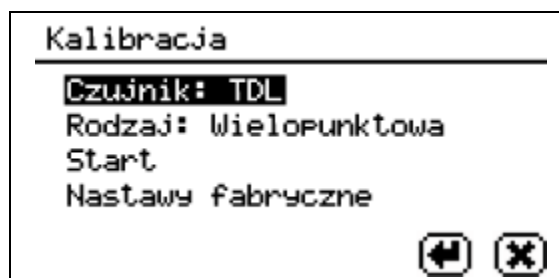 Kalibracja
Czujnik: TDL
Rodzaj: Wielopunktowa
Start
Nastawy fabryczne